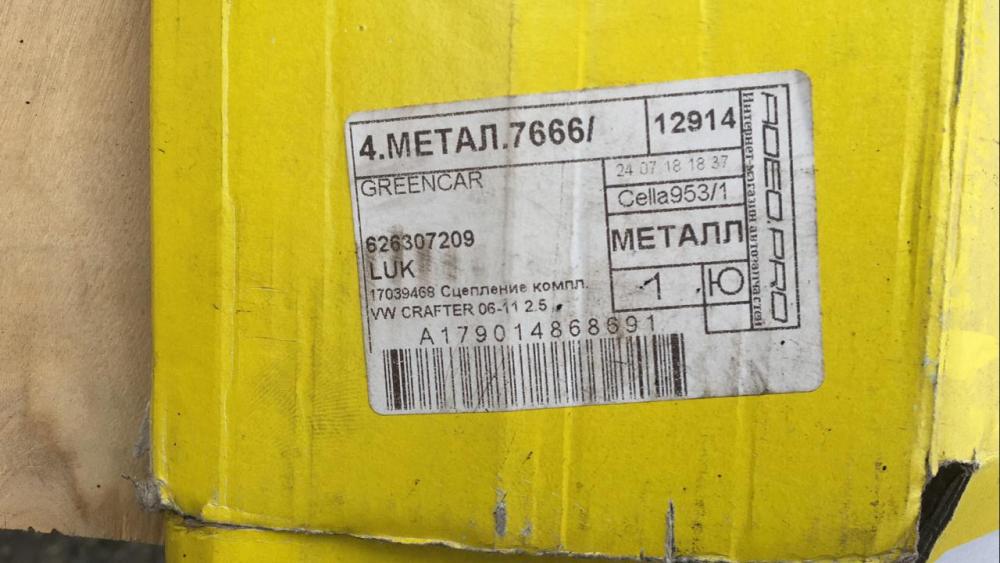 4.МЕТАЛ.7666/
12914
GREENCAR
24 07 18 18 37
Cella953/1
626307209
LUK
МЕТАЛЛ
17039468 Сцепление компл.
VW CRAFTER 06-11 2.5
1
Ю
A179014868691
ADEO.PRO
Интернет-магазин автозапчастей